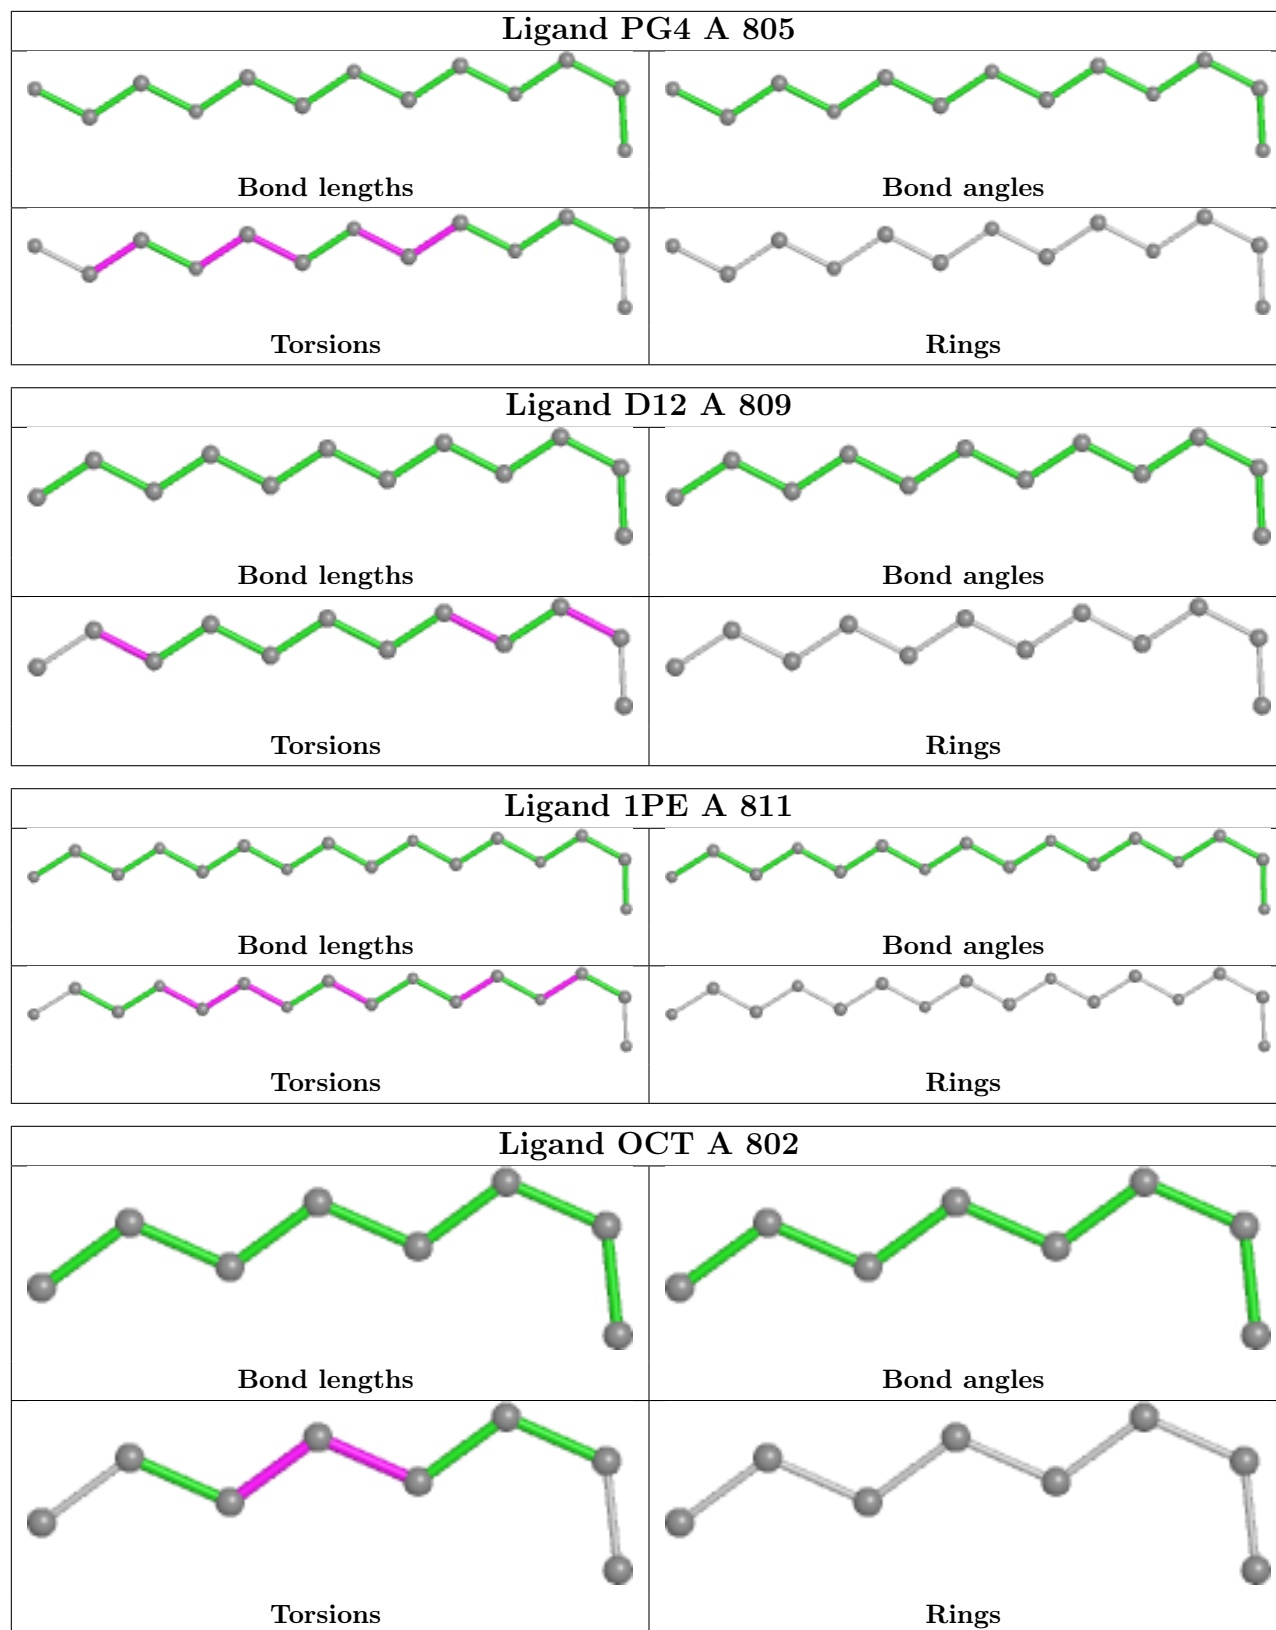 Ligand PG4 A 805
Bond lengths
Bond angles
Torsions
Rings
Ligand D12 A 809
Bond lengths
Bond angles
Torsions
Rings
Ligand 1PE A 811
Bond lengths
Bond angles
Torsions
Rings
Ligand OCT A 802
Bond lengths
Bond angles
Torsions
Rings